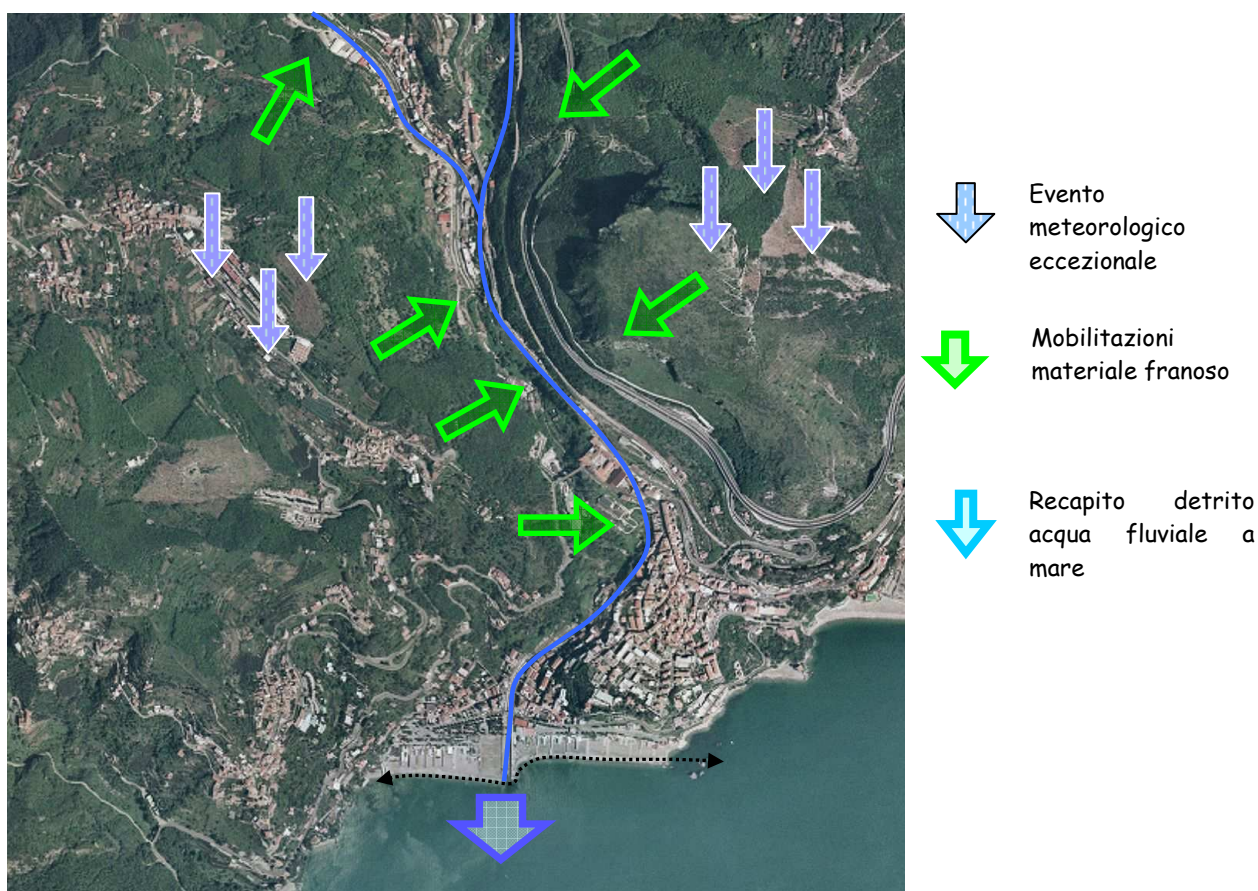 Evento
meteorologico
eccezionale
Mobilitazioni
materiale franoso
Recapito detrito
acqua fluviale a
mare